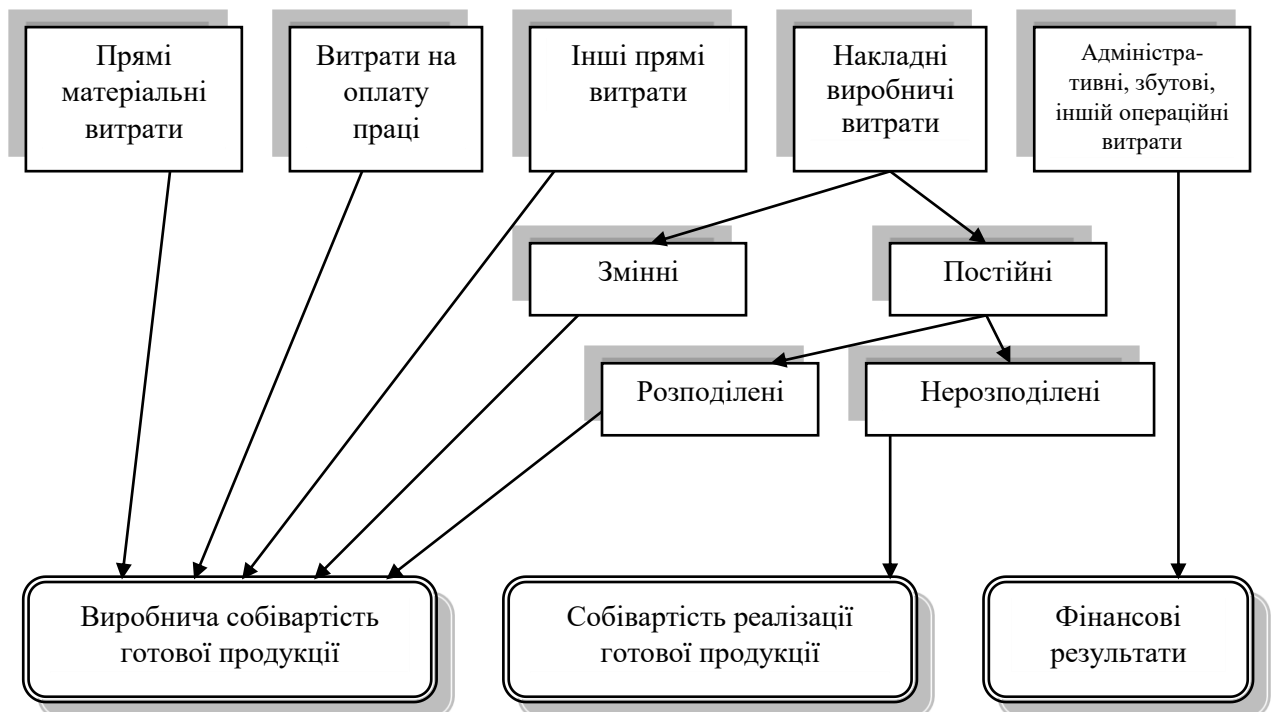 Прямі
матеріальні
витрати
Витрати на
оплату
праці
Інші прямі
витрати
Накладні
виробничі
витрати
Адміністра-
тивні, збутові,
іншій операційні
витрати
Змінні
Постійні
Розподілені
Нерозподілені
Виробнича собівартість
готової продукції
Собівартість реалізації
готової продукції
Фінансові
результати